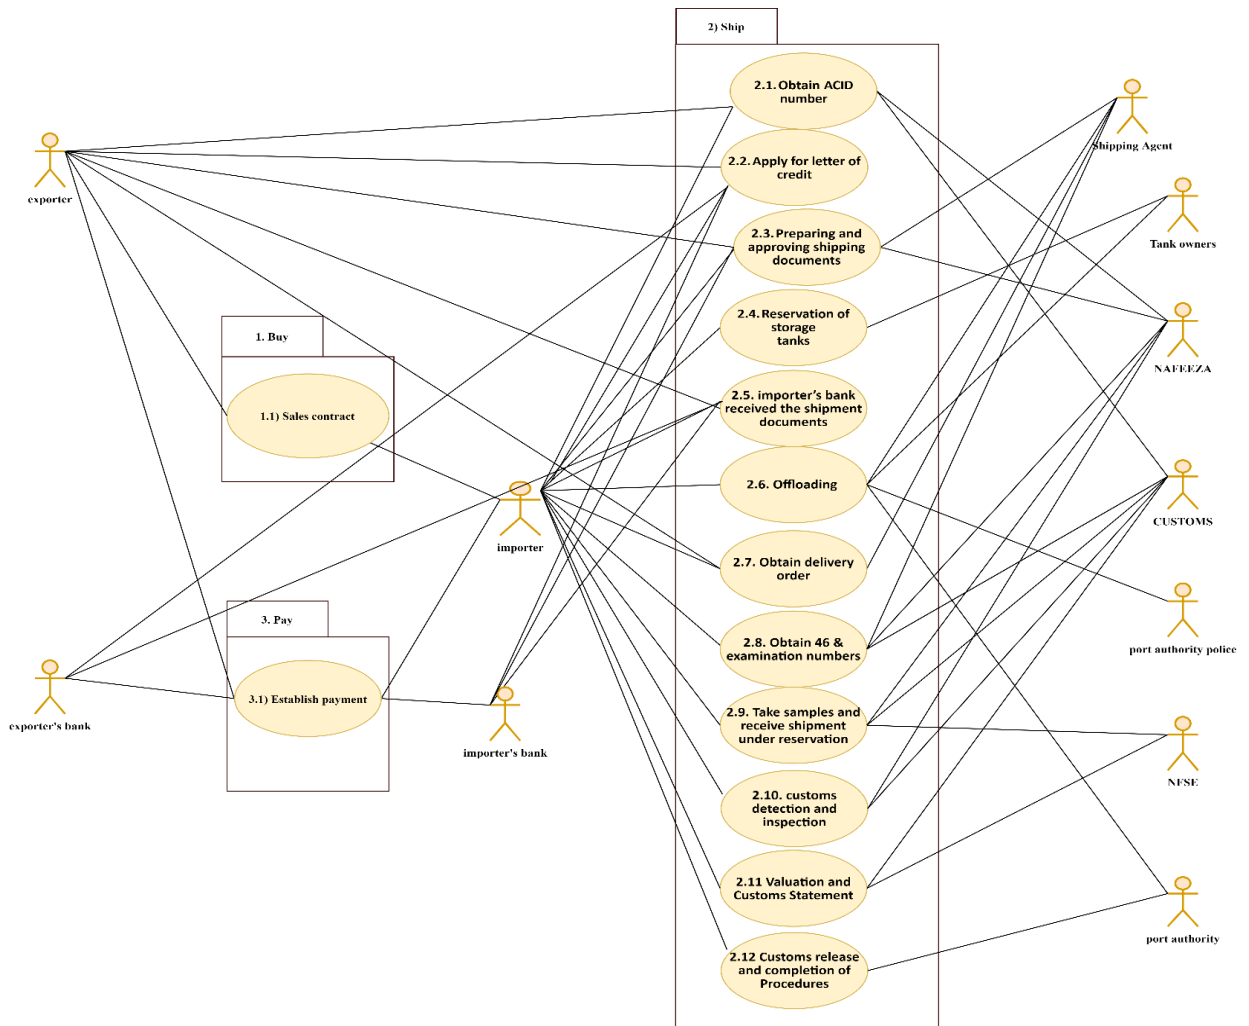 2) Ship
2.1. Obtain ACID
number
2.2. Apply for letter of
credit
2.3. Preparing and
approving shipping
documents
2.4. Reservation of
storage
tanks
2.5. importer's bank
received the shipment
documents
2.6. Offloading
2.7. Obtain delivery
order
2.8. Obtain 46 &
examination numbers
2.9. Take samples and
receive shipment
under reservation
2.10. customs
detection and
inspection
2.11 Valuation and
Customs Statement
2.12 Customs release
and completion of
Procedures
exporter
1. Buy
1.1) Sales contract
importer
3. Pay
3.1) Establish payment
exporter's bank
importer's bank
Shipping Agent
Tank owners
NAFEEZA
CUSTOMS
port authority police
NFSE
port authority